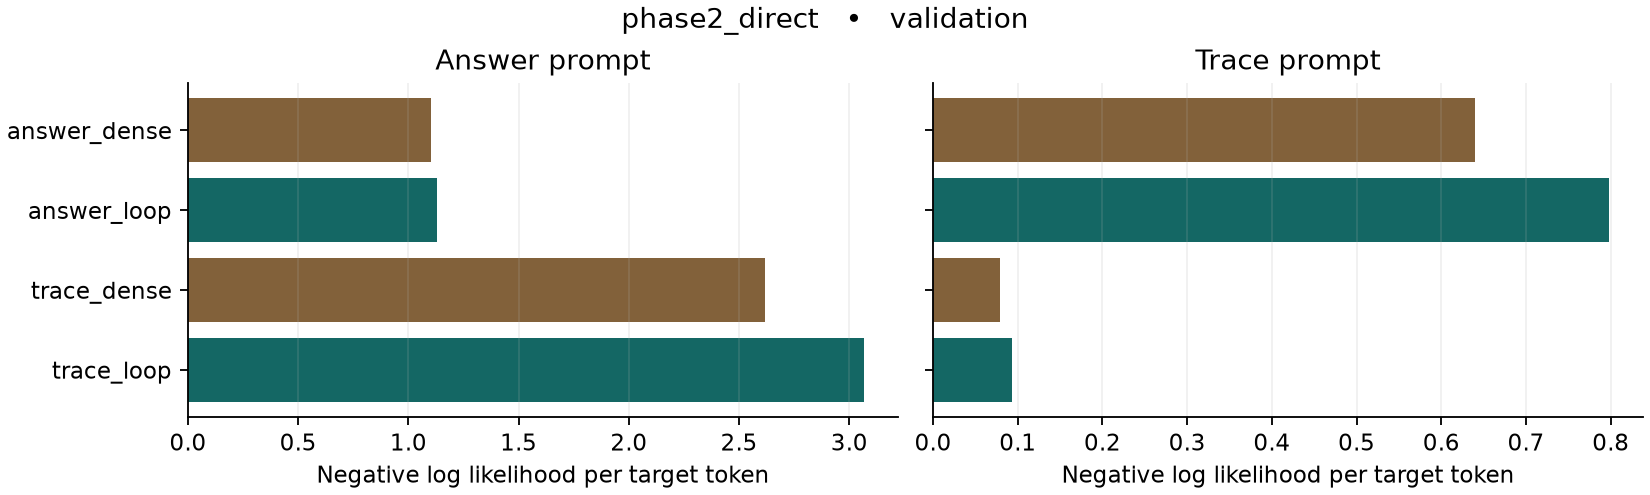 phase2_direct • validation
Answer prompt
Trace prompt
answer_dense
answer_loop
trace_dense
trace_loop
0.0 0.5 1.0 1.5 2.0 2.5 3.0
0.0 0.1 0.2 0.3 0.4 0.5 0.6 0.7 0.8
Negative log likelihood per target token
Negative log likelihood per target token